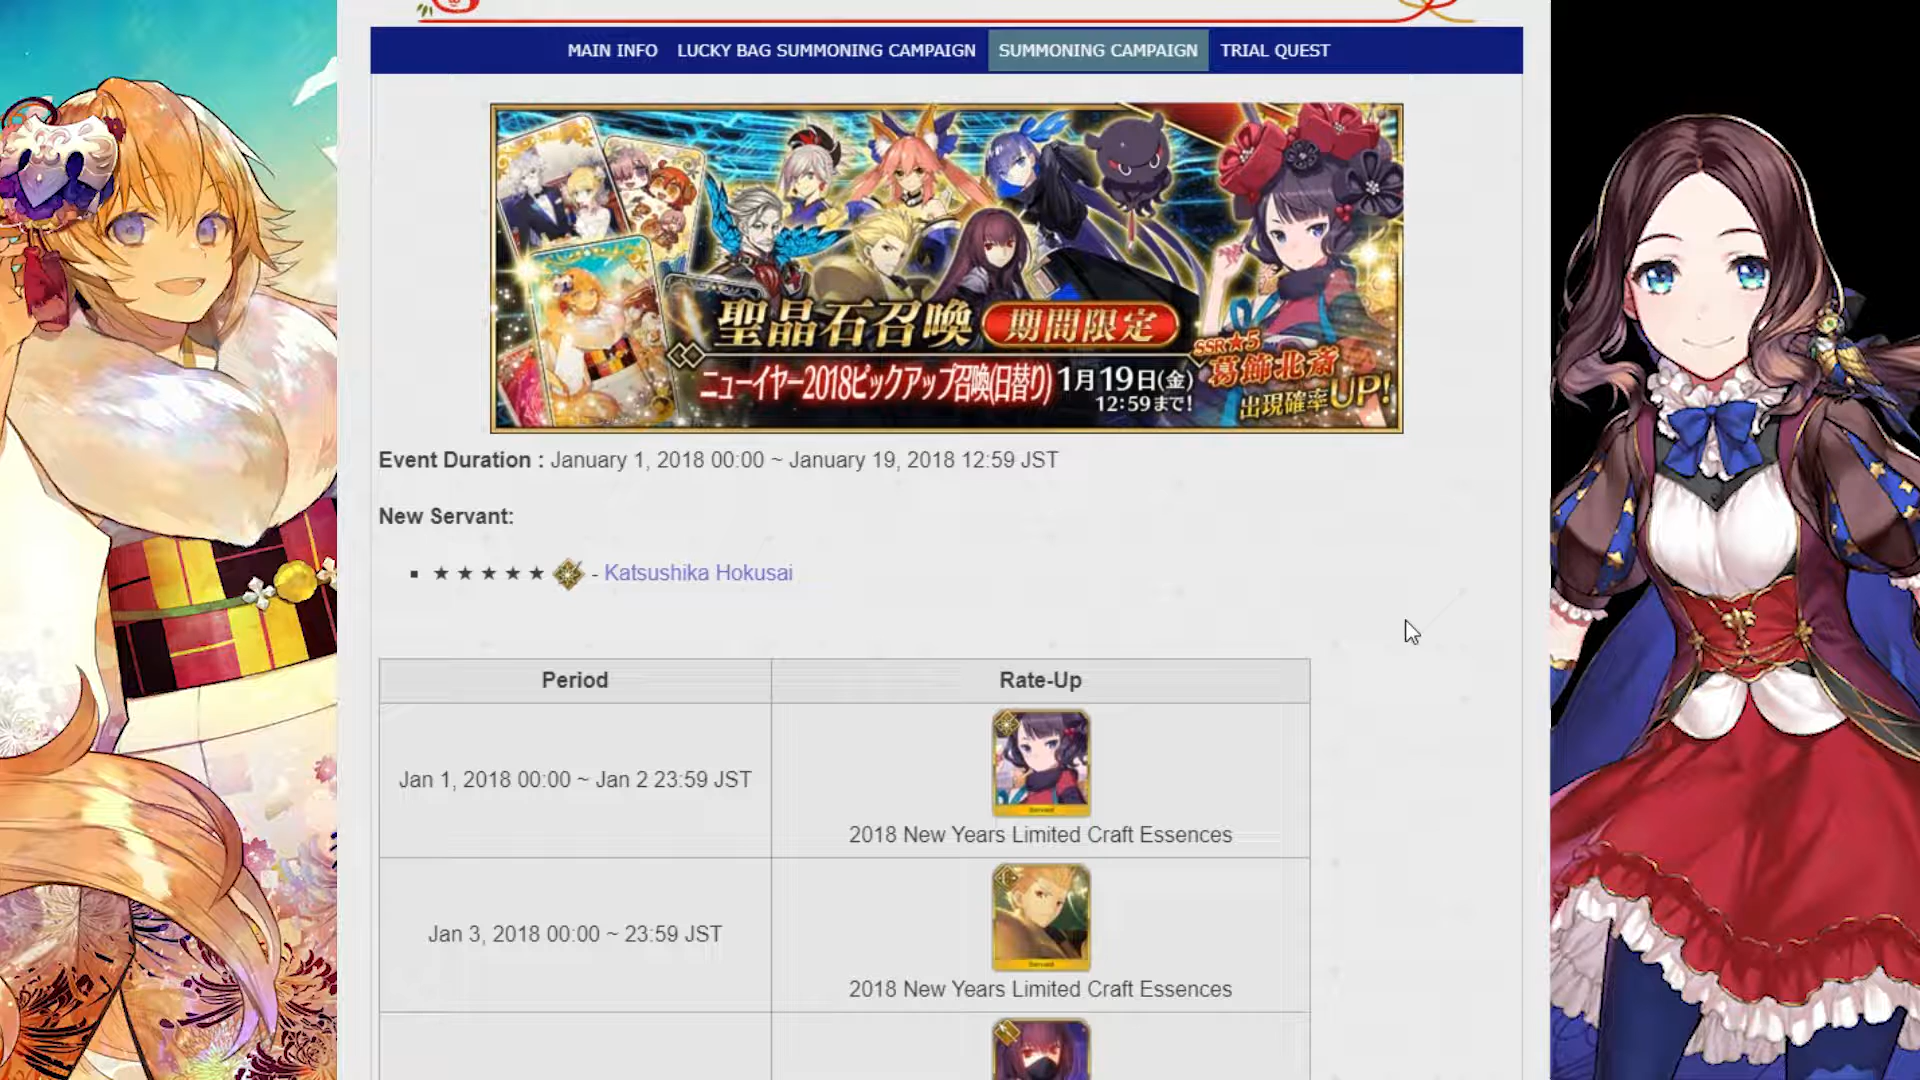 MAIN INFO LUCKY BAG SUMMONING CAMPAIGN SUMMONING CAMPAIGN TRIAL QUEST
聖晶石召喚 期間限定
ニューイヤー2018ピックアップ召喚(日替り) 1月19日(金)
12:59まで!
SSR★5
葛飾北斎
出現確率UP!
Event Duration : January 1, 2018 00:00 ~ January 19, 2018 12:59 JST
New Servant:
▪ ★ ★ ★ ★ ★ - Katsushika Hokusai
Period Rate-Up
Jan 1, 2018 00:00 ~ Jan 2 23:59 JST
Servant
2018 New Years Limited Craft Essences
Jan 3, 2018 00:00 ~ 23:59 JST
Servant
2018 New Years Limited Craft Essences